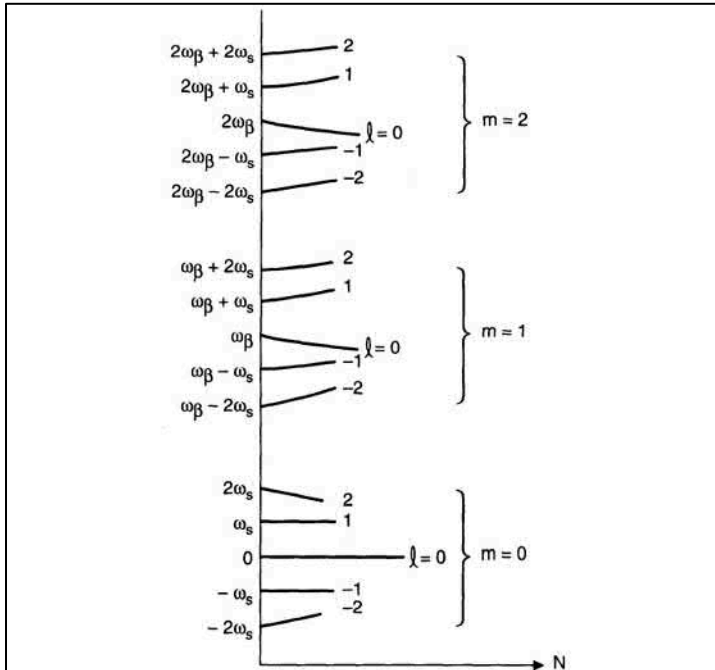 2ωβ + 2ωs 2
2ωβ + ωs 1
2ωβ ℓ = 0 m = 2
2ωβ − ωs −1
2ωβ − 2ωs −2
ωβ + 2ωs 2
ωβ + ωs 1
ωβ ℓ = 0 m = 1
ωβ − ωs −1
ωβ − 2ωs −2
2ωs 2
ωs 1
0 ℓ = 0 m = 0
− ωs −1
− 2ωs −2
N